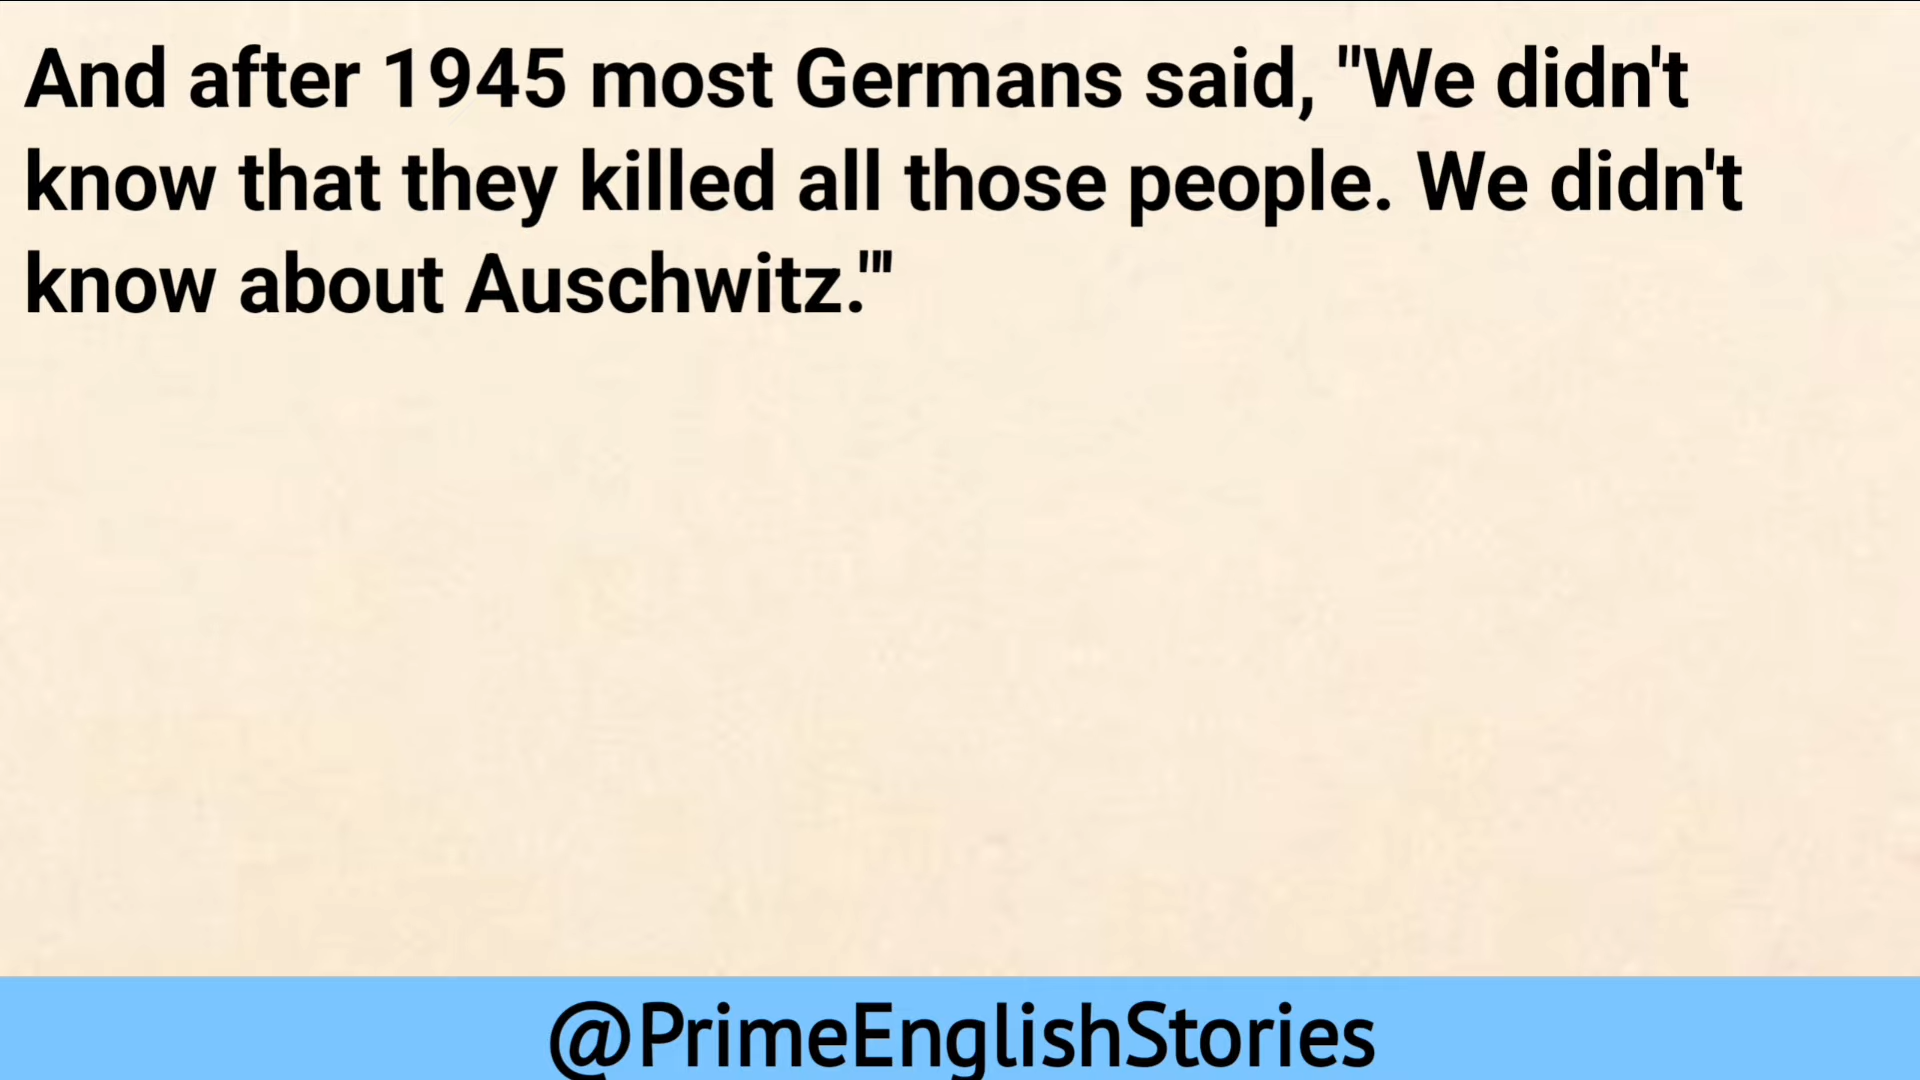 And after 1945 most Germans said, "We didn't
know that they killed all those people. We didn't
know about Auschwitz.'"
@PrimeEnglishStories